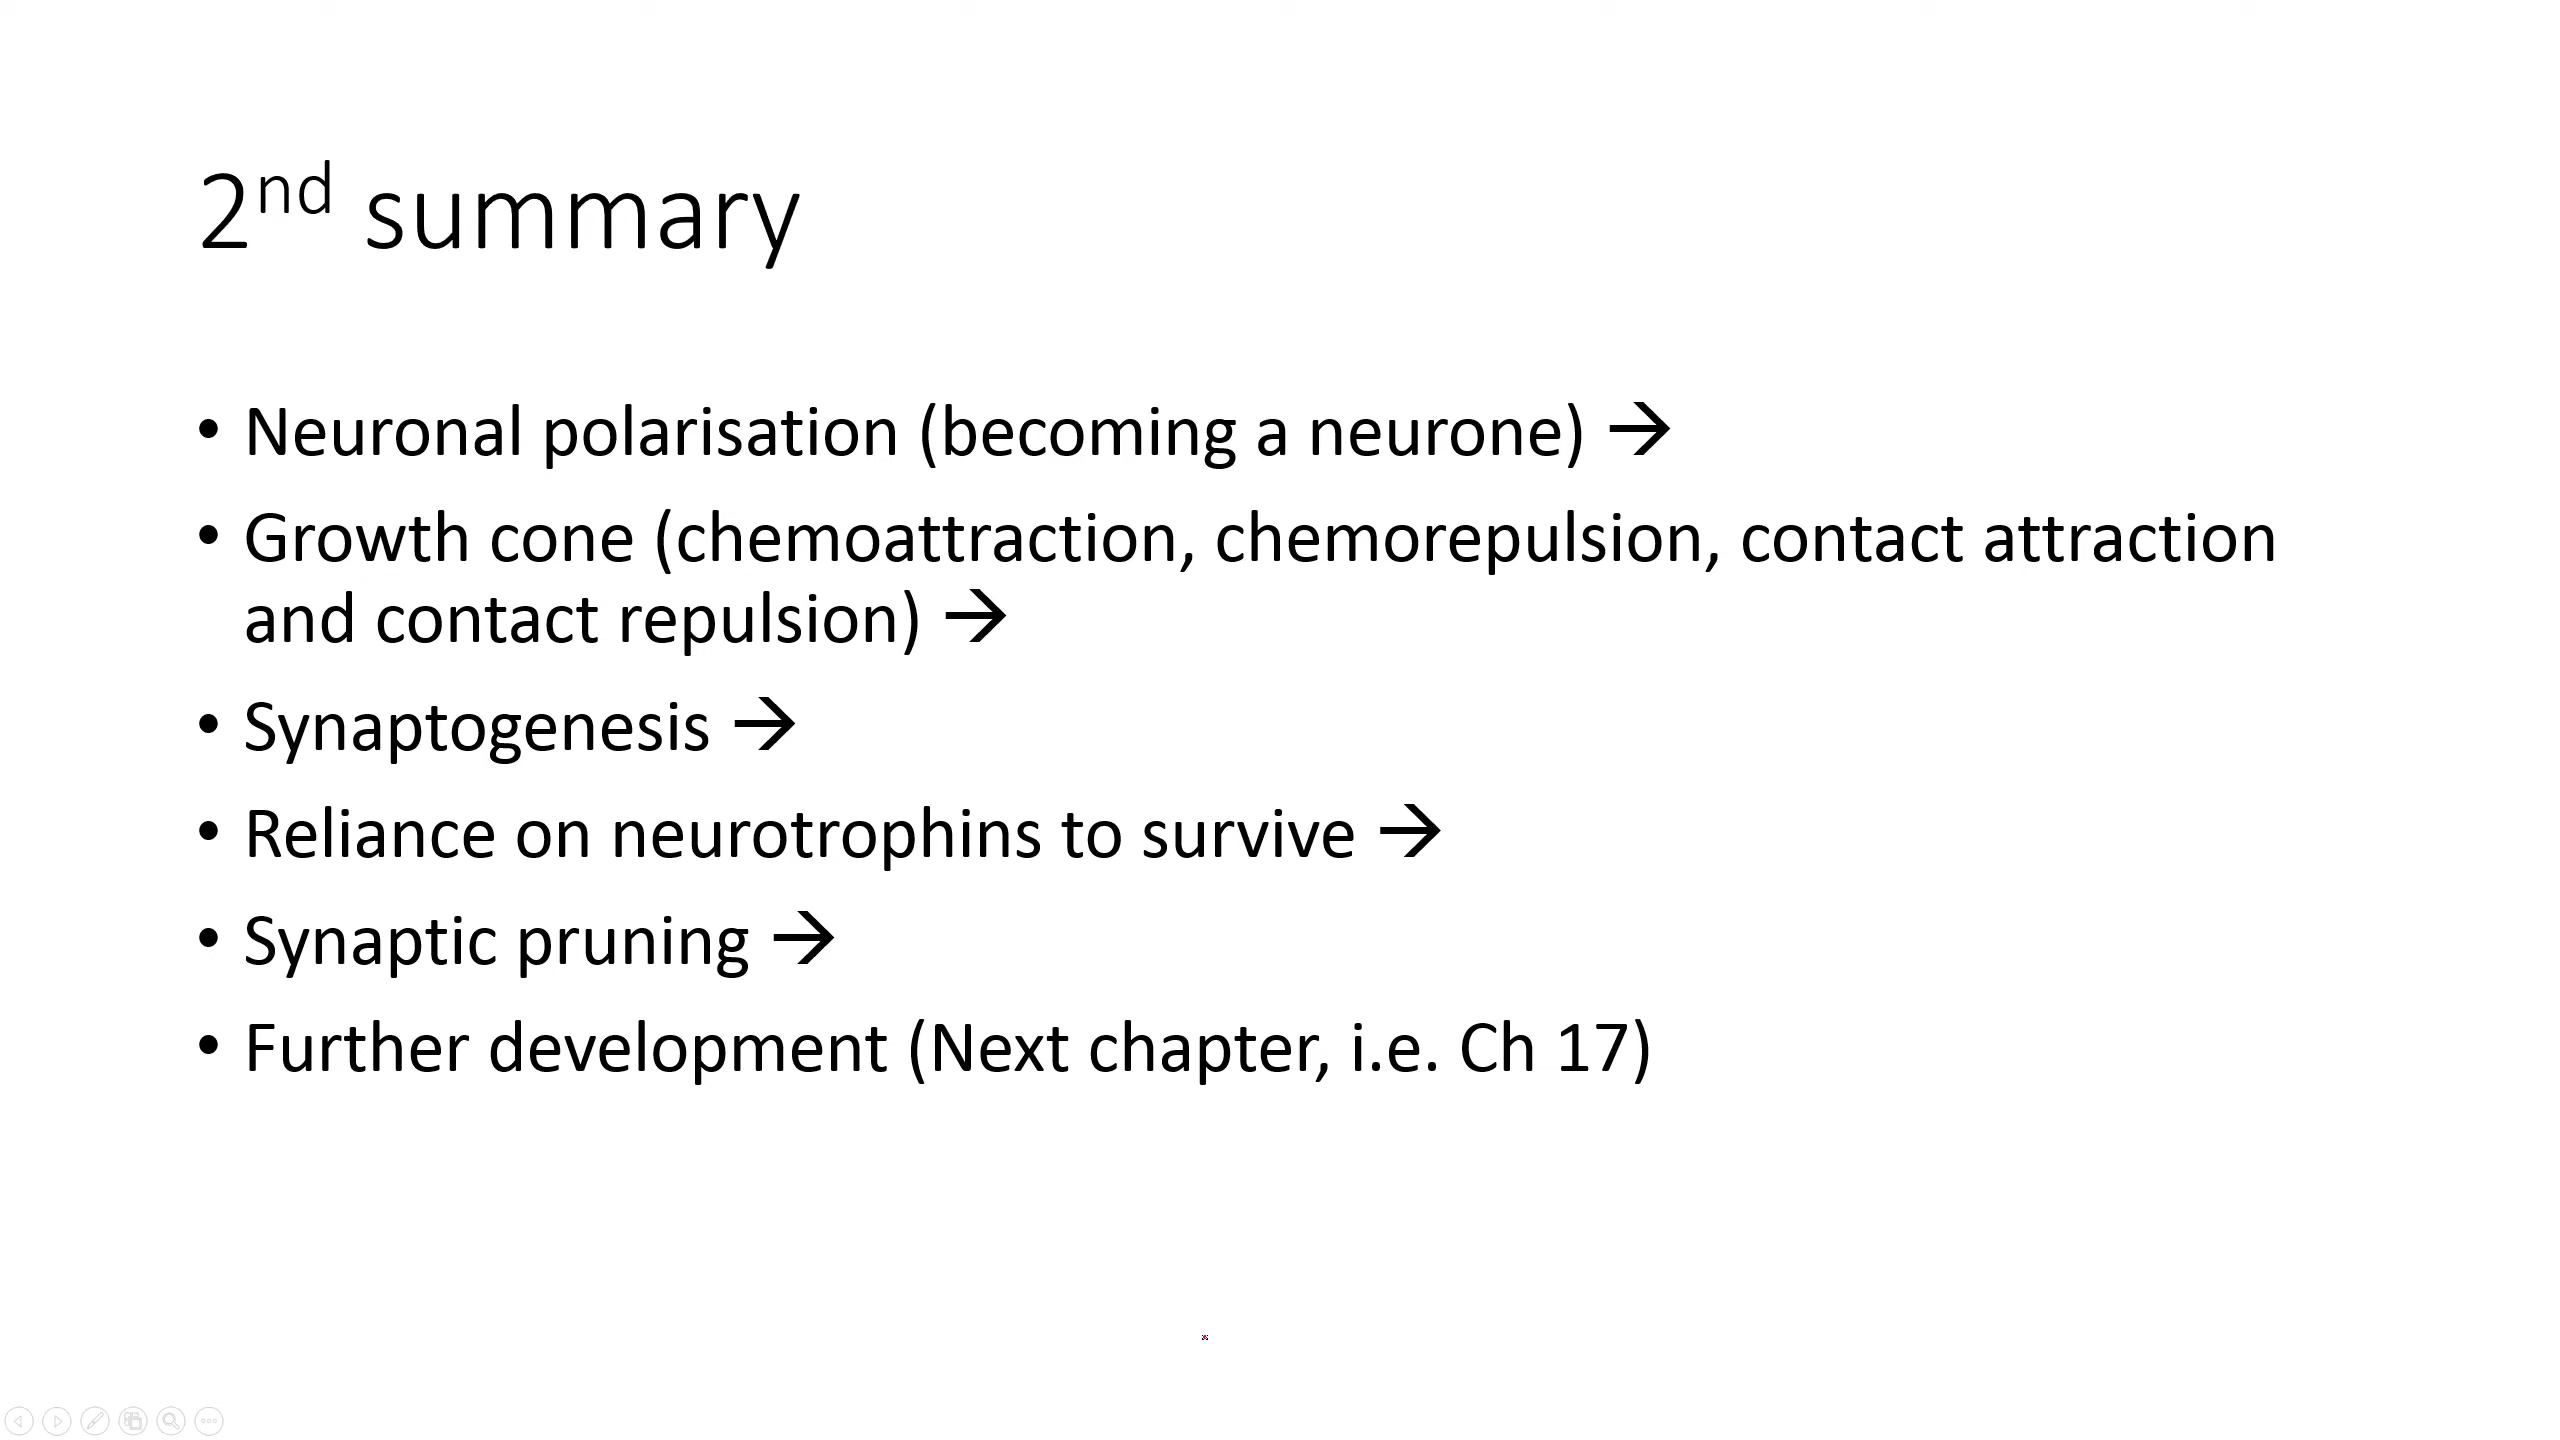 2nd summary
• Neuronal polarisation (becoming a neurone) →
• Growth cone (chemoattraction, chemorepulsion, contact attraction
and contact repulsion) →
• Synaptogenesis →
• Reliance on neurotrophins to survive →
• Synaptic pruning →
• Further development (Next chapter, i.e. Ch 17)